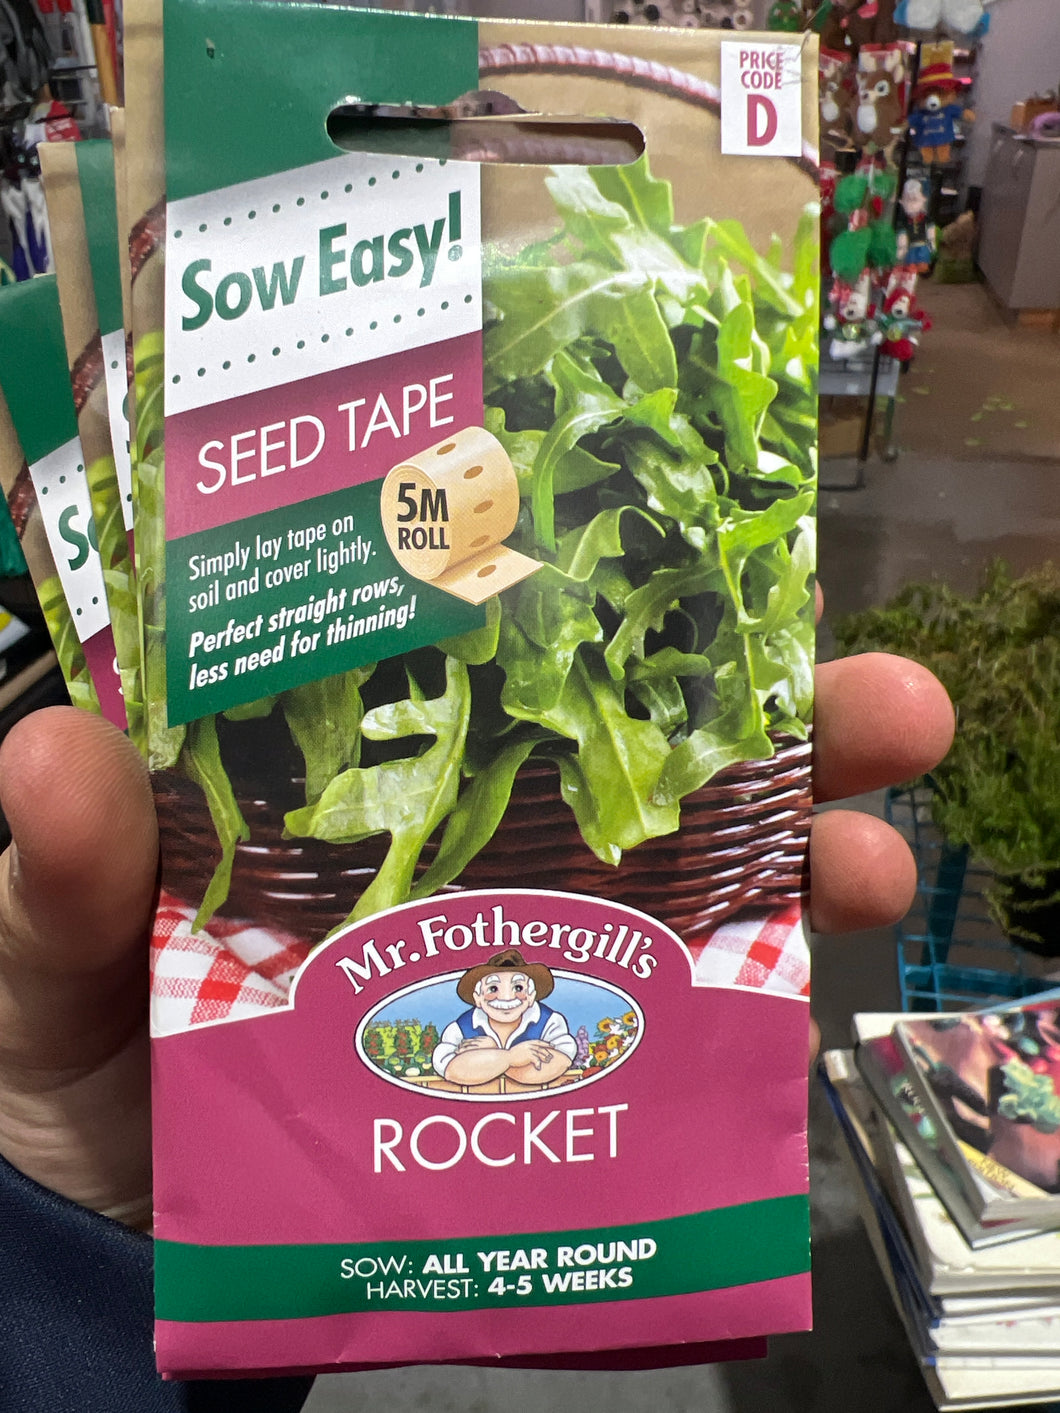 PRICE
CODE
D
Sow Easy!
SEED TAPE
5M
ROLL
Simply lay tape on
soil and cover lightly.
Perfect straight rows,
less need for thinning!
Mr. Fothergill's
ROCKET
SOW: ALL YEAR ROUND
HARVEST: 4-5 WEEKS